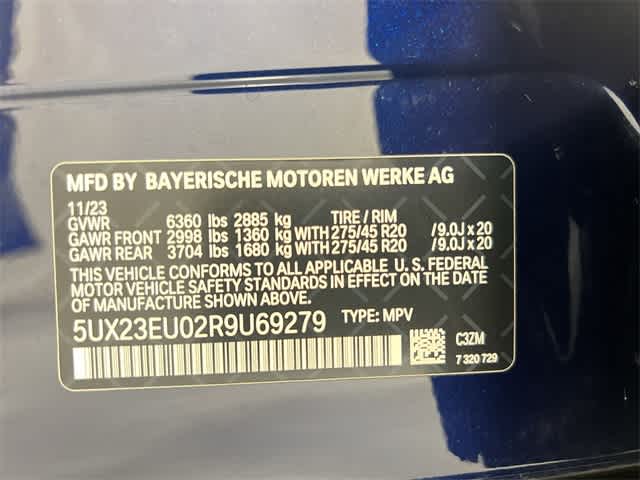 MFD BY BAYERISCHE MOTOREN WERKE AG
11/23
GVWR 6360 lbs 2885 kg TIRE / RIM
GAWR FRONT 2998 lbs 1360 kg WITH 275/45 R20 /9.0J x 20
GAWR REAR 3704 lbs 1680 kg WITH 275/45 R20 /9.0J x 20
THIS VEHICLE CONFORMS TO ALL APPLICABLE U. S. FEDERAL
MOTOR VEHICLE SAFETY STANDARDS IN EFFECT ON THE DATE
OF MANUFACTURE SHOWN ABOVE.
5UX23EU02R9U69279 TYPE: MPV
C3ZM
7 320 729